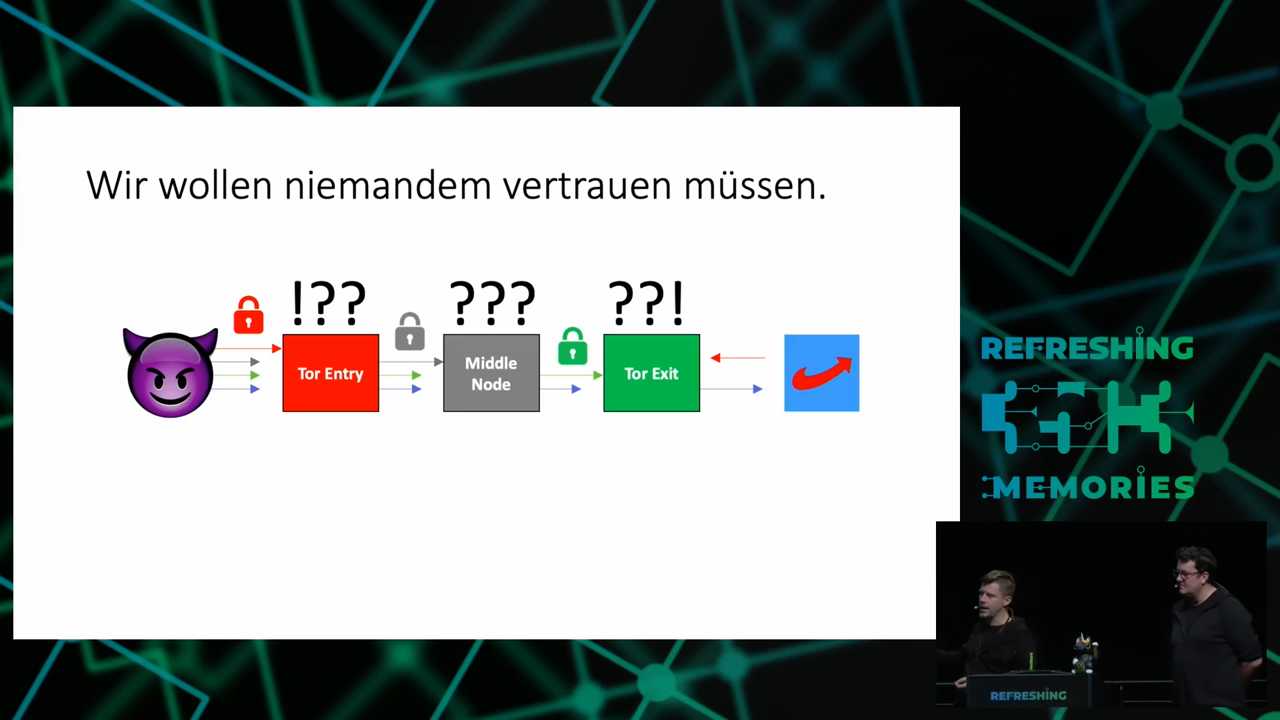 Wir wollen niemandem vertrauen müssen.
!??
???
??!
Tor Entry
Middle
Node
Tor Exit
REFRESHING
MEMORIES
REFRESHING